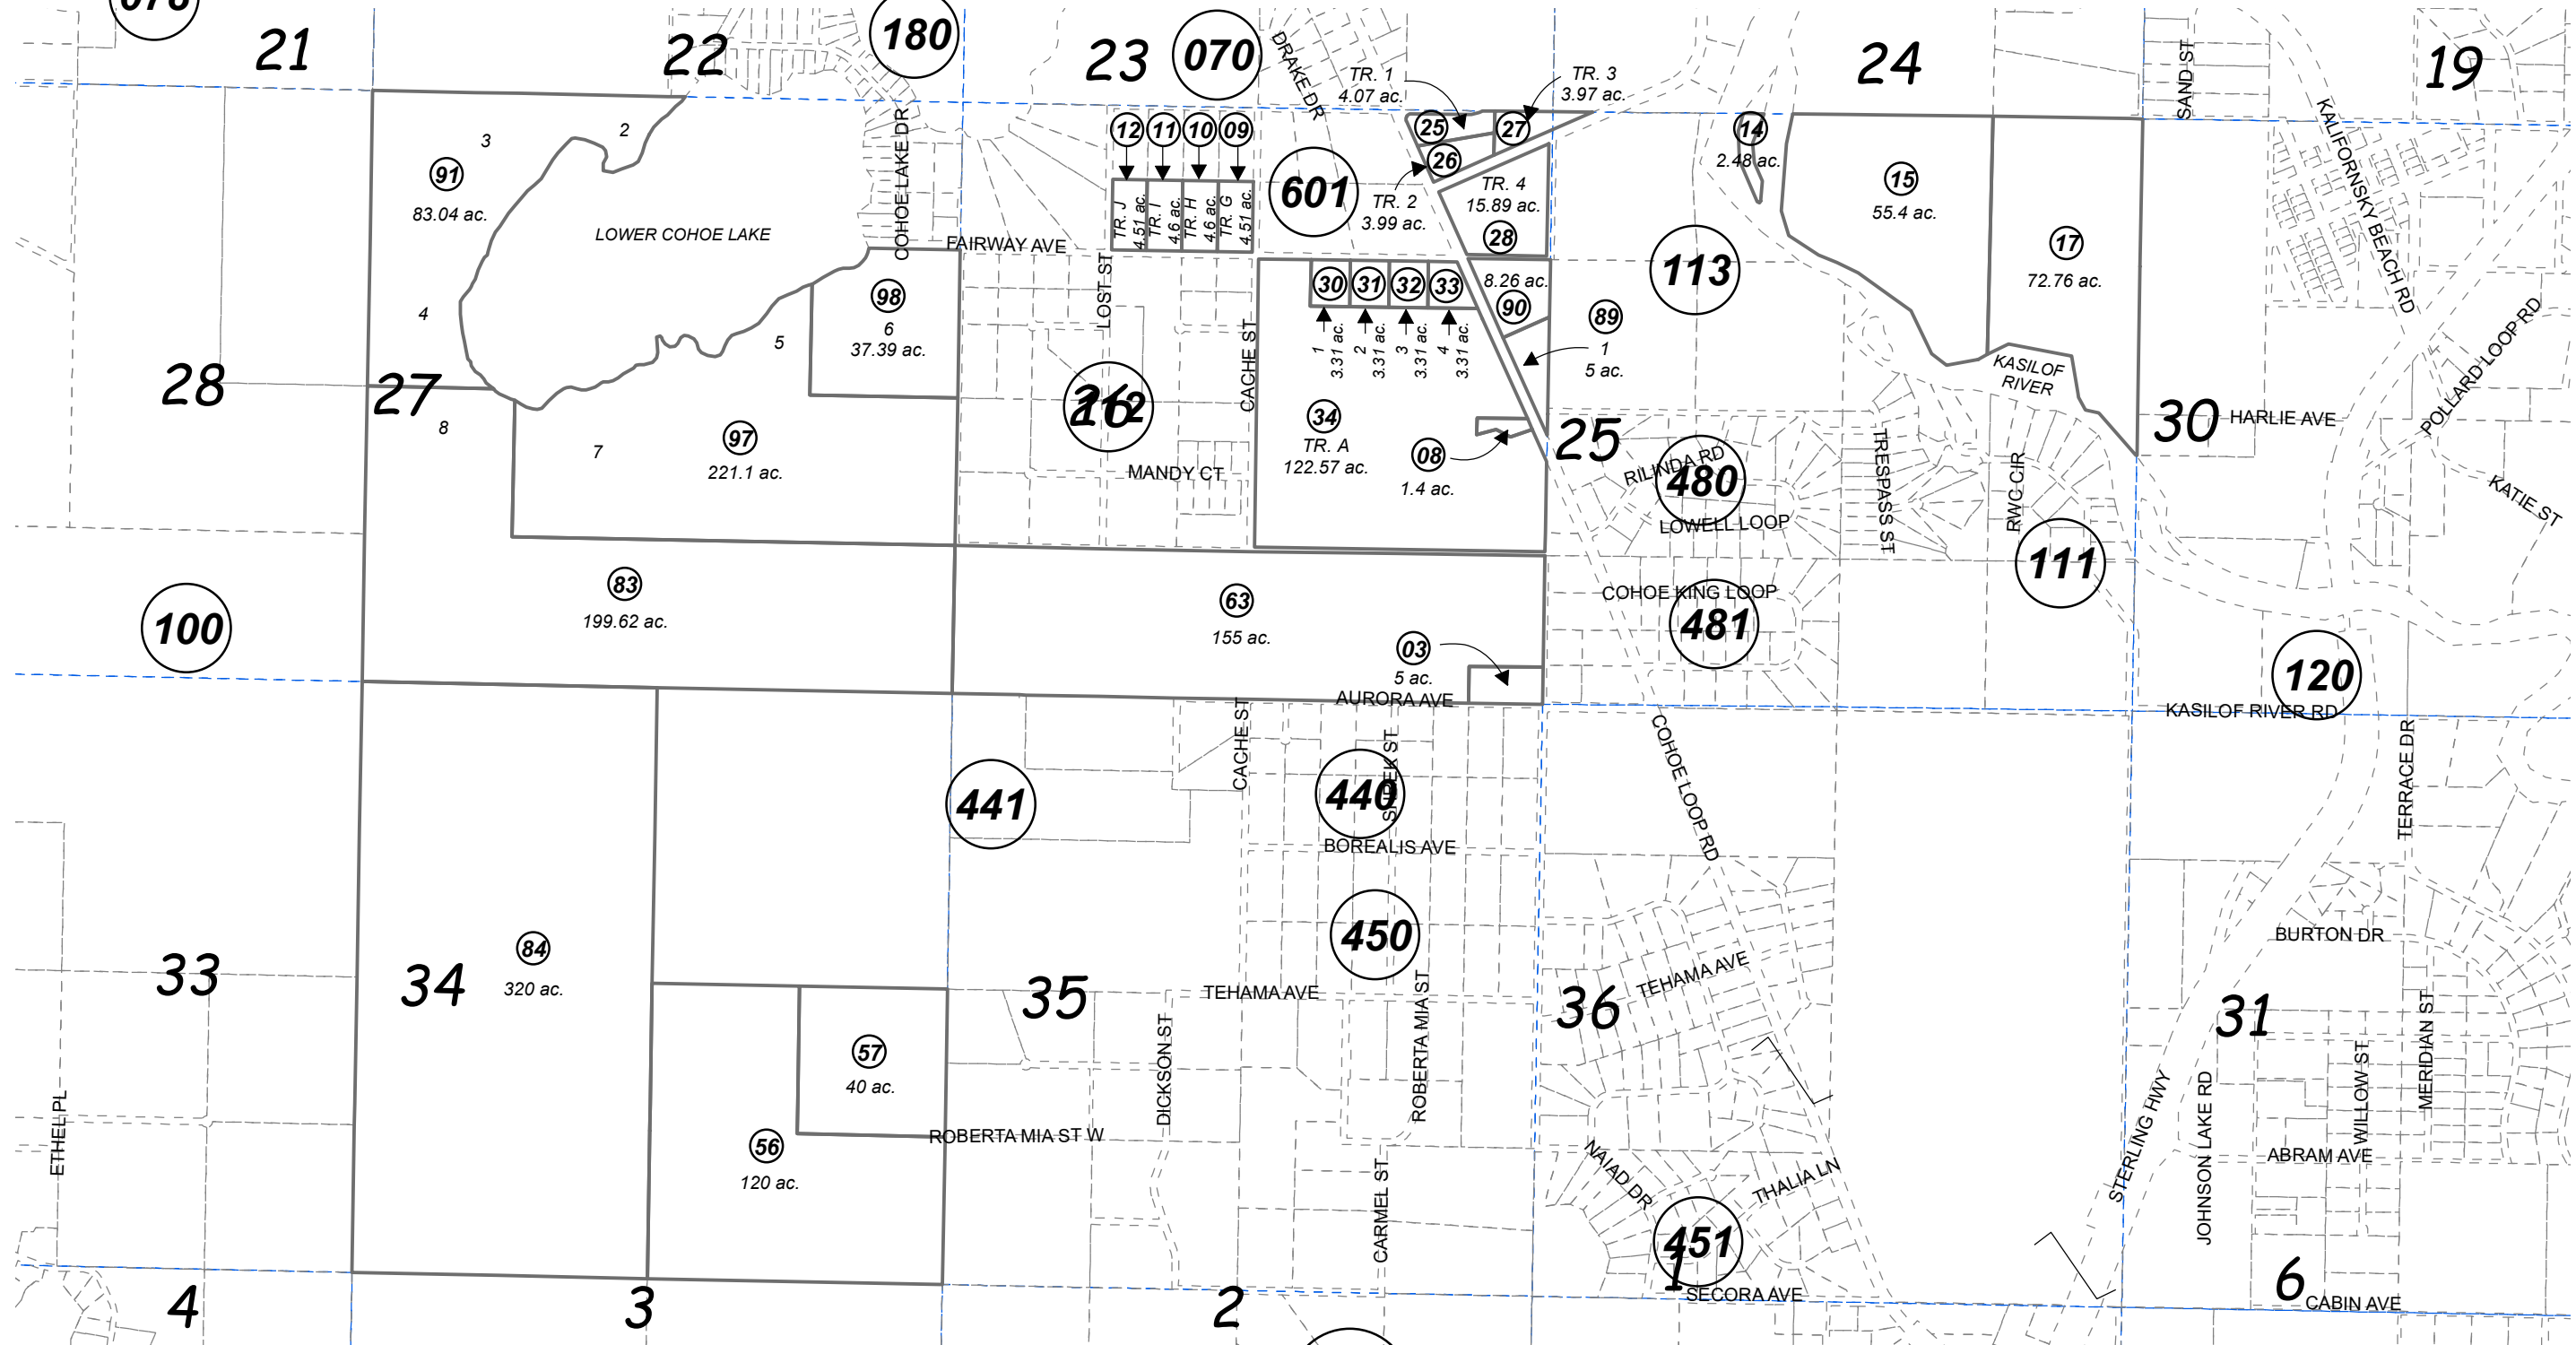 21
22
180
23
070
DRAKE DR
TR. 1
4.07 ac.
TR. 3
3.97 ac.
24
SAND ST
19
KALIFORNSKY BEACH RD
3
2
91
83.04 ac.
LOWER COHOE LAKE
COHOE LAKE DR
12
11
10
09
TR. J
4.51 ac.
TR. I
4.6 ac.
TR. H
4.6 ac.
TR. G
4.51 ac.
601
25
27
26
TR. 2
3.99 ac.
TR. 4
15.89 ac.
28
14
2.48 ac.
15
55.4 ac.
17
72.76 ac.
FAIRWAY AVE
LOST ST
113
8.26 ac.
90
30
31
32
33
1
3.31 ac.
2
3.31 ac.
3
3.31 ac.
4
3.31 ac.
89
1
5 ac.
98
6
37.39 ac.
4
5
28
27
8
7
97
221.1 ac.
26
CACHE ST
MANDY CT
34
TR. A
122.57 ac.
08
1.4 ac.
25
KASILOF
RIVER
30
HARLIE AVE
POLLARD LOOP RD
KATIE ST
RILINDA RD
480
LOWELL LOOP
TRESPASS ST
RWC CIR
111
100
83
199.62 ac.
63
155 ac.
03
5 ac.
COHOE KING LOOP
481
120
AURORA AVE
KASILOF RIVER RD
CACHE ST
441
440
BOREALIS AVE
COHOE LOOP RD
TERRACE DR
450
33
34
84
320 ac.
35
TEHAMA AVE
ROBERTA MIA ST
36
TEHAMA AVE
BURTON DR
31
57
40 ac.
DICKSON ST
ROBERTA MIA ST W
56
120 ac.
ETHEL PL
CARMEL ST
NAIAD DR
THALIA LN
STERLING HWY
JOHNSON LAKE RD
WILLOW ST
MERIDIAN ST
ABRAM AVE
451
1
SECORA AVE
4
3
2
6
CABIN AVE